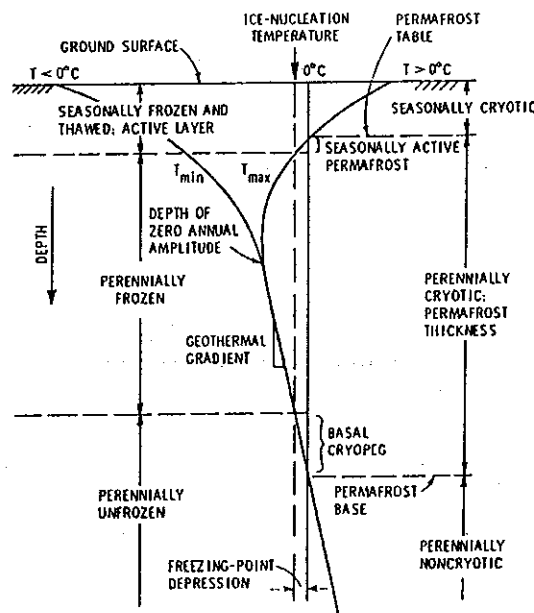 ICE-NUCLEATION
TEMPERATURE
PERMAFROST
TABLE
GROUND SURFACE
T < 0°C
0°C
T > 0°C
SEASONALLY FROZEN AND
THAWED; ACTIVE LAYER
SEASONALLY CRYOTIC
SEASONALLY ACTIVE
PERMAFROST
Tmin
Tmax
DEPTH OF
ZERO ANNUAL
AMPLITUDE
DEPTH
PERENNIALLY
FROZEN
PERENNIALLY
CRYOTIC;
PERMAFROST
THICKNESS
GEOTHERMAL
GRADIENT
BASAL
CRYOPEG
PERENNIALLY
UNFROZEN
PERMAFROST
BASE
PERENNIALLY
NONCRYOTIC
FREEZING-POINT
DEPRESSION